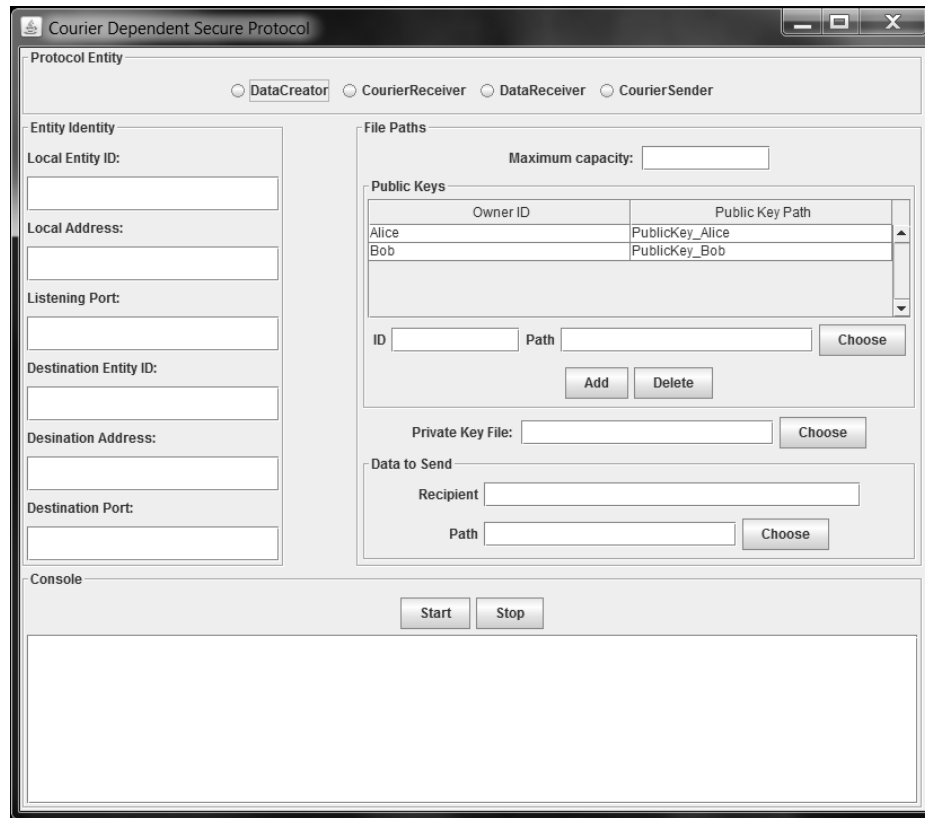 Courier Dependent Secure Protocol
Protocol Entity
DataCreator CourierReceiver DataReceiver CourierSender
Entity Identity
Local Entity ID:
Local Address:
Listening Port:
Destination Entity ID:
Desination Address:
Destination Port:
File Paths
Maximum capacity:
Public Keys
Owner ID Public Key Path
Alice PublicKey_Alice
Bob PublicKey_Bob
ID Path Choose
Add Delete
Private Key File: Choose
Data to Send
Recipient
Path Choose
Console
Start Stop